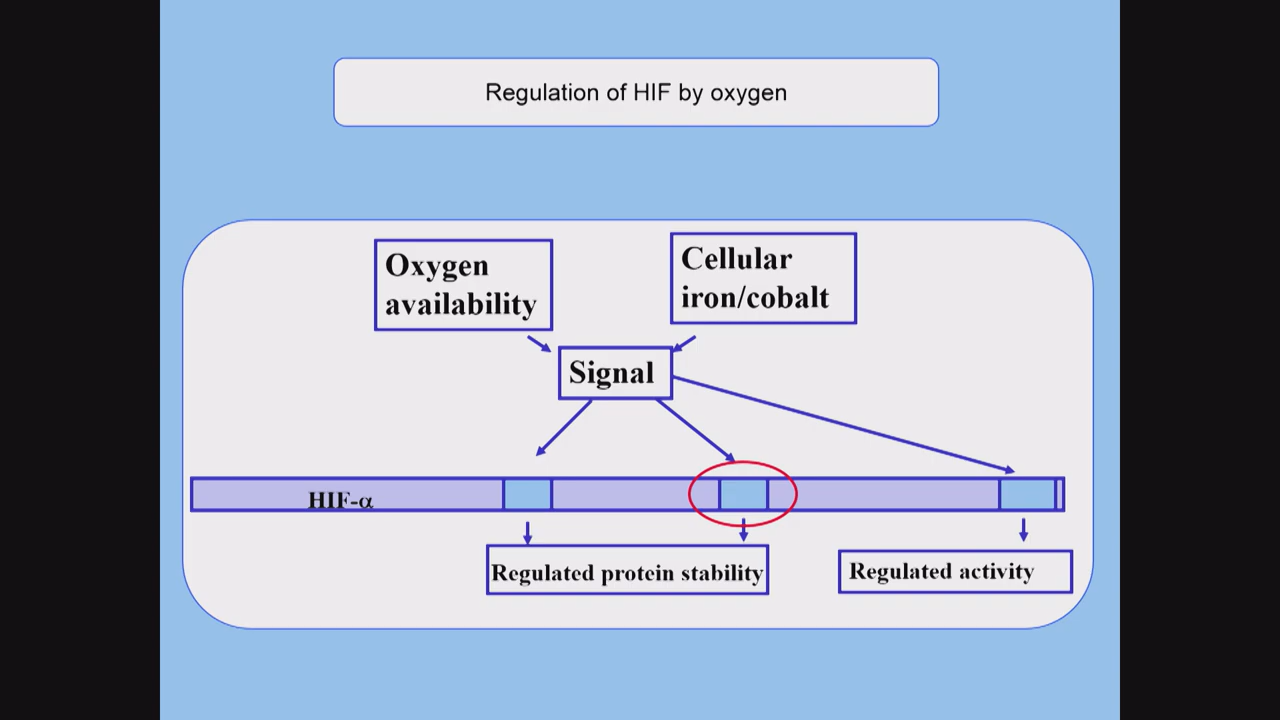 Regulation of HIF by oxygen
Oxygen
availability
Cellular
iron/cobalt
Signal
HIF-α
Regulated protein stability
Regulated activity